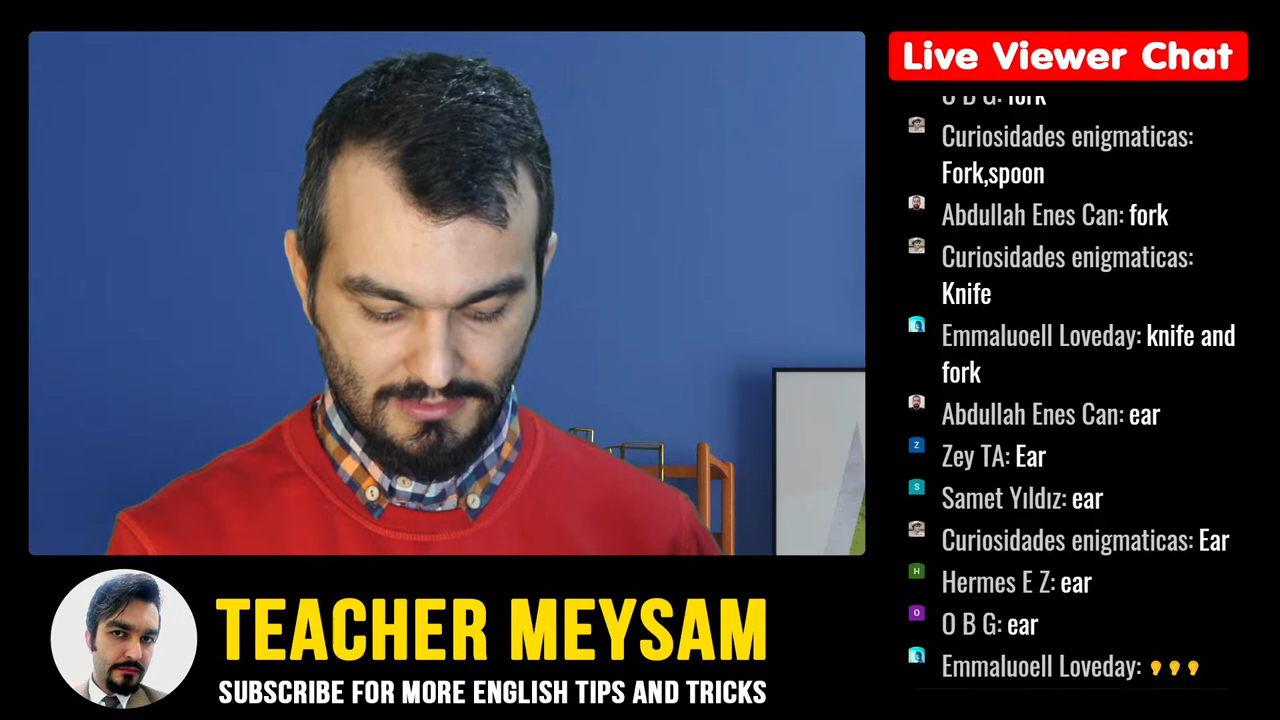 Live Viewer Chat
O B G: fork
Curiosidades enigmaticas:
Fork,spoon
Abdullah Enes Can: fork
Curiosidades enigmaticas:
Knife
Emmaluoell Loveday: knife and
fork
Abdullah Enes Can: ear
Z
Zey TA: Ear
S
Samet Yıldız: ear
Curiosidades enigmaticas: Ear
H
Hermes E Z: ear
O
O B G: ear
Emmaluoell Loveday: 👂👂👂
TEACHER MEYSAM
SUBSCRIBE FOR MORE ENGLISH TIPS AND TRICKS